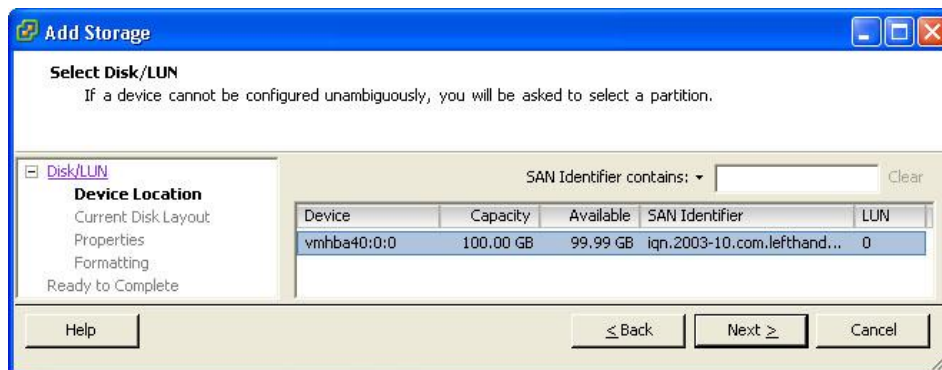 Add Storage
Select Disk/LUN
If a device cannot be configured unambiguously, you will be asked to select a partition.
Disk/LUN
Device Location
Current Disk Layout
Properties
Formatting
Ready to Complete
SAN Identifier contains: Clear
Device Capacity Available SAN Identifier LUN
vmhba40:0:0 100.00 GB 99.99 GB iqn.2003-10.com.lefthand... 0
Help < Back Next > Cancel